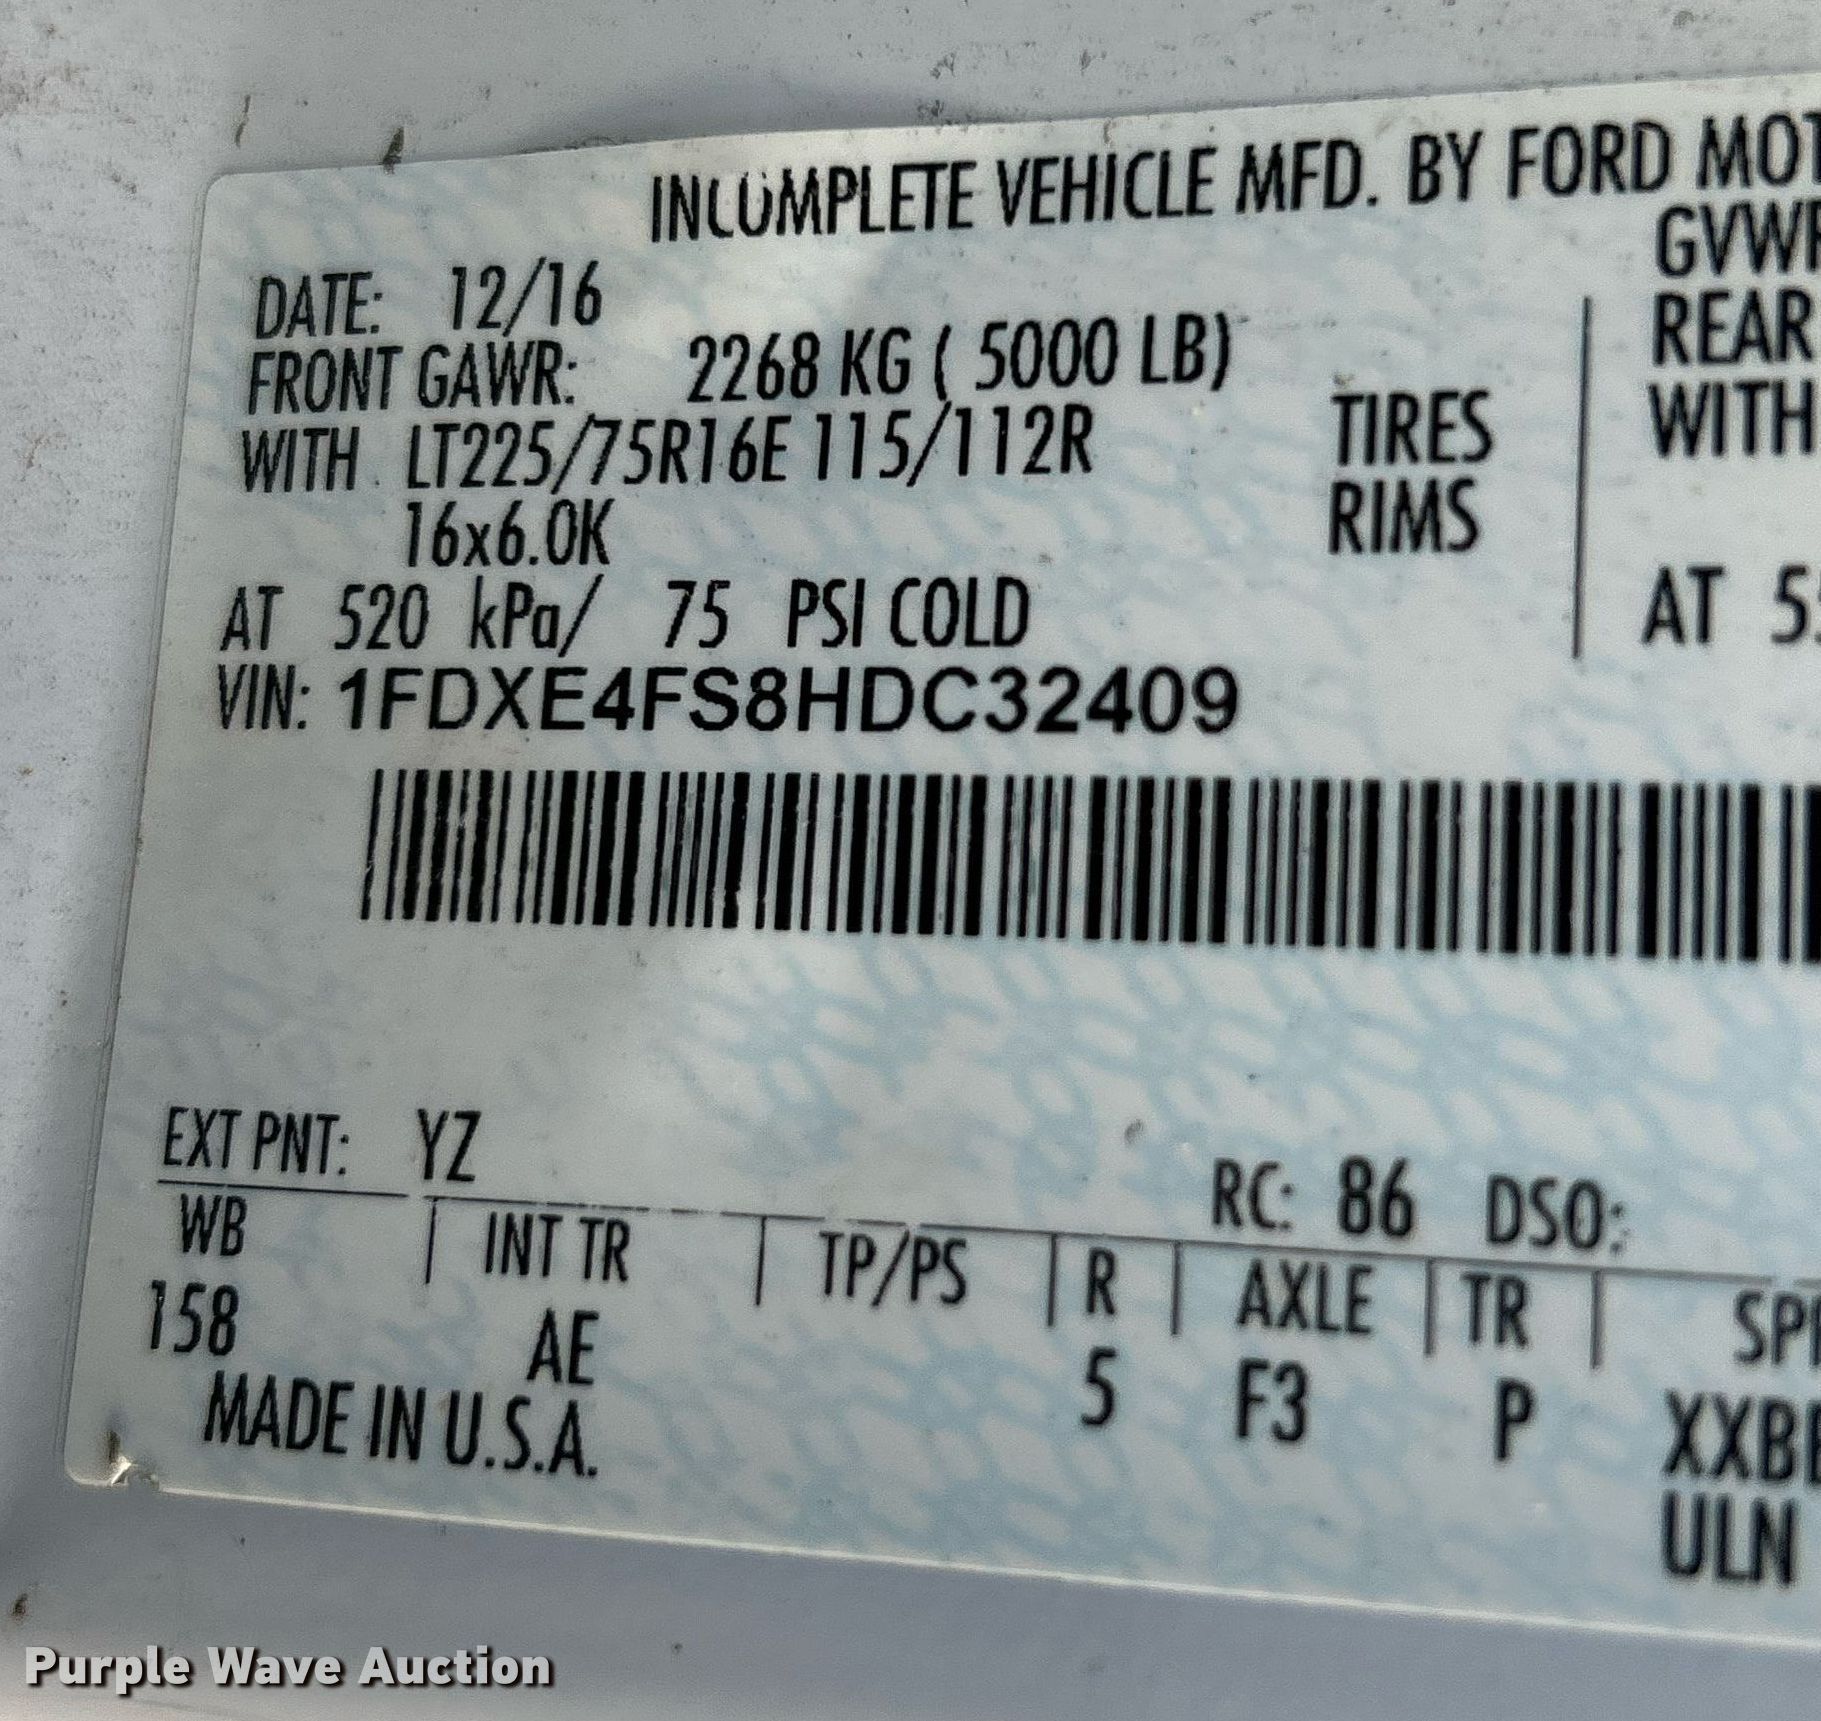 INCOMPLETE VEHICLE MFD. BY FORD
DATE: 12/16
FRONT GAWR: 2268 KG ( 5000 LB)
REAR
WITH LT225/75R16E 115/112R TIRES
WITH
16x6.0K RIMS
AT 520 kPa/ 75 PSI COLD
AT
VIN: 1FDXE4FS8HDC32409
EXT PNT: YZ
RC: 86 DSO:
WB | INT TR | TP/PS | R | AXLE | TR |
158 AE 5 F3 P
MADE IN U.S.A.
ULN
Purple Wave Auction